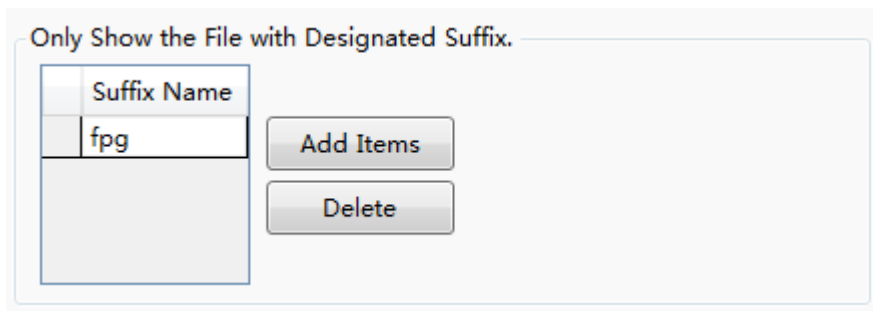 Only Show the File with Designated Suffix.
Suffix Name
fpg
Add Items
Delete